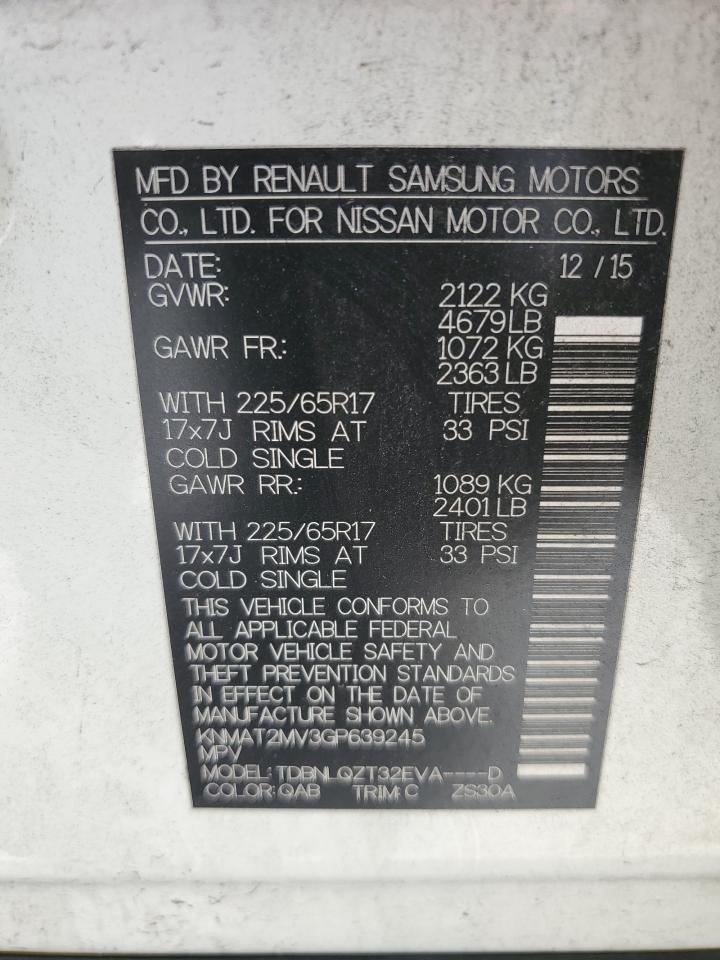 MFD BY RENAULT SAMSUNG MOTORS
CO., LTD. FOR NISSAN MOTOR CO., LTD.
DATE: 12 / 15
GVWR: 2122 KG
4679 LB
GAWR FR.: 1072 KG
2363 LB
WITH 225/65R17 TIRES
17x7J RIMS AT 33 PSI
COLD SINGLE
GAWR RR.: 1089 KG
2401 LB
WITH 225/65R17 TIRES
17x7J RIMS AT 33 PSI
COLD SINGLE
THIS VEHICLE CONFORMS TO
ALL APPLICABLE FEDERAL
MOTOR VEHICLE SAFETY AND
THEFT PREVENTION STANDARDS
IN EFFECT ON THE DATE OF
MANUFACTURE SHOWN ABOVE.
KNMAT2MV3GP639245
MPV
MODEL: TDBNLQZT32EVA----D
COLOR: QAB TRIM: C ZS30A